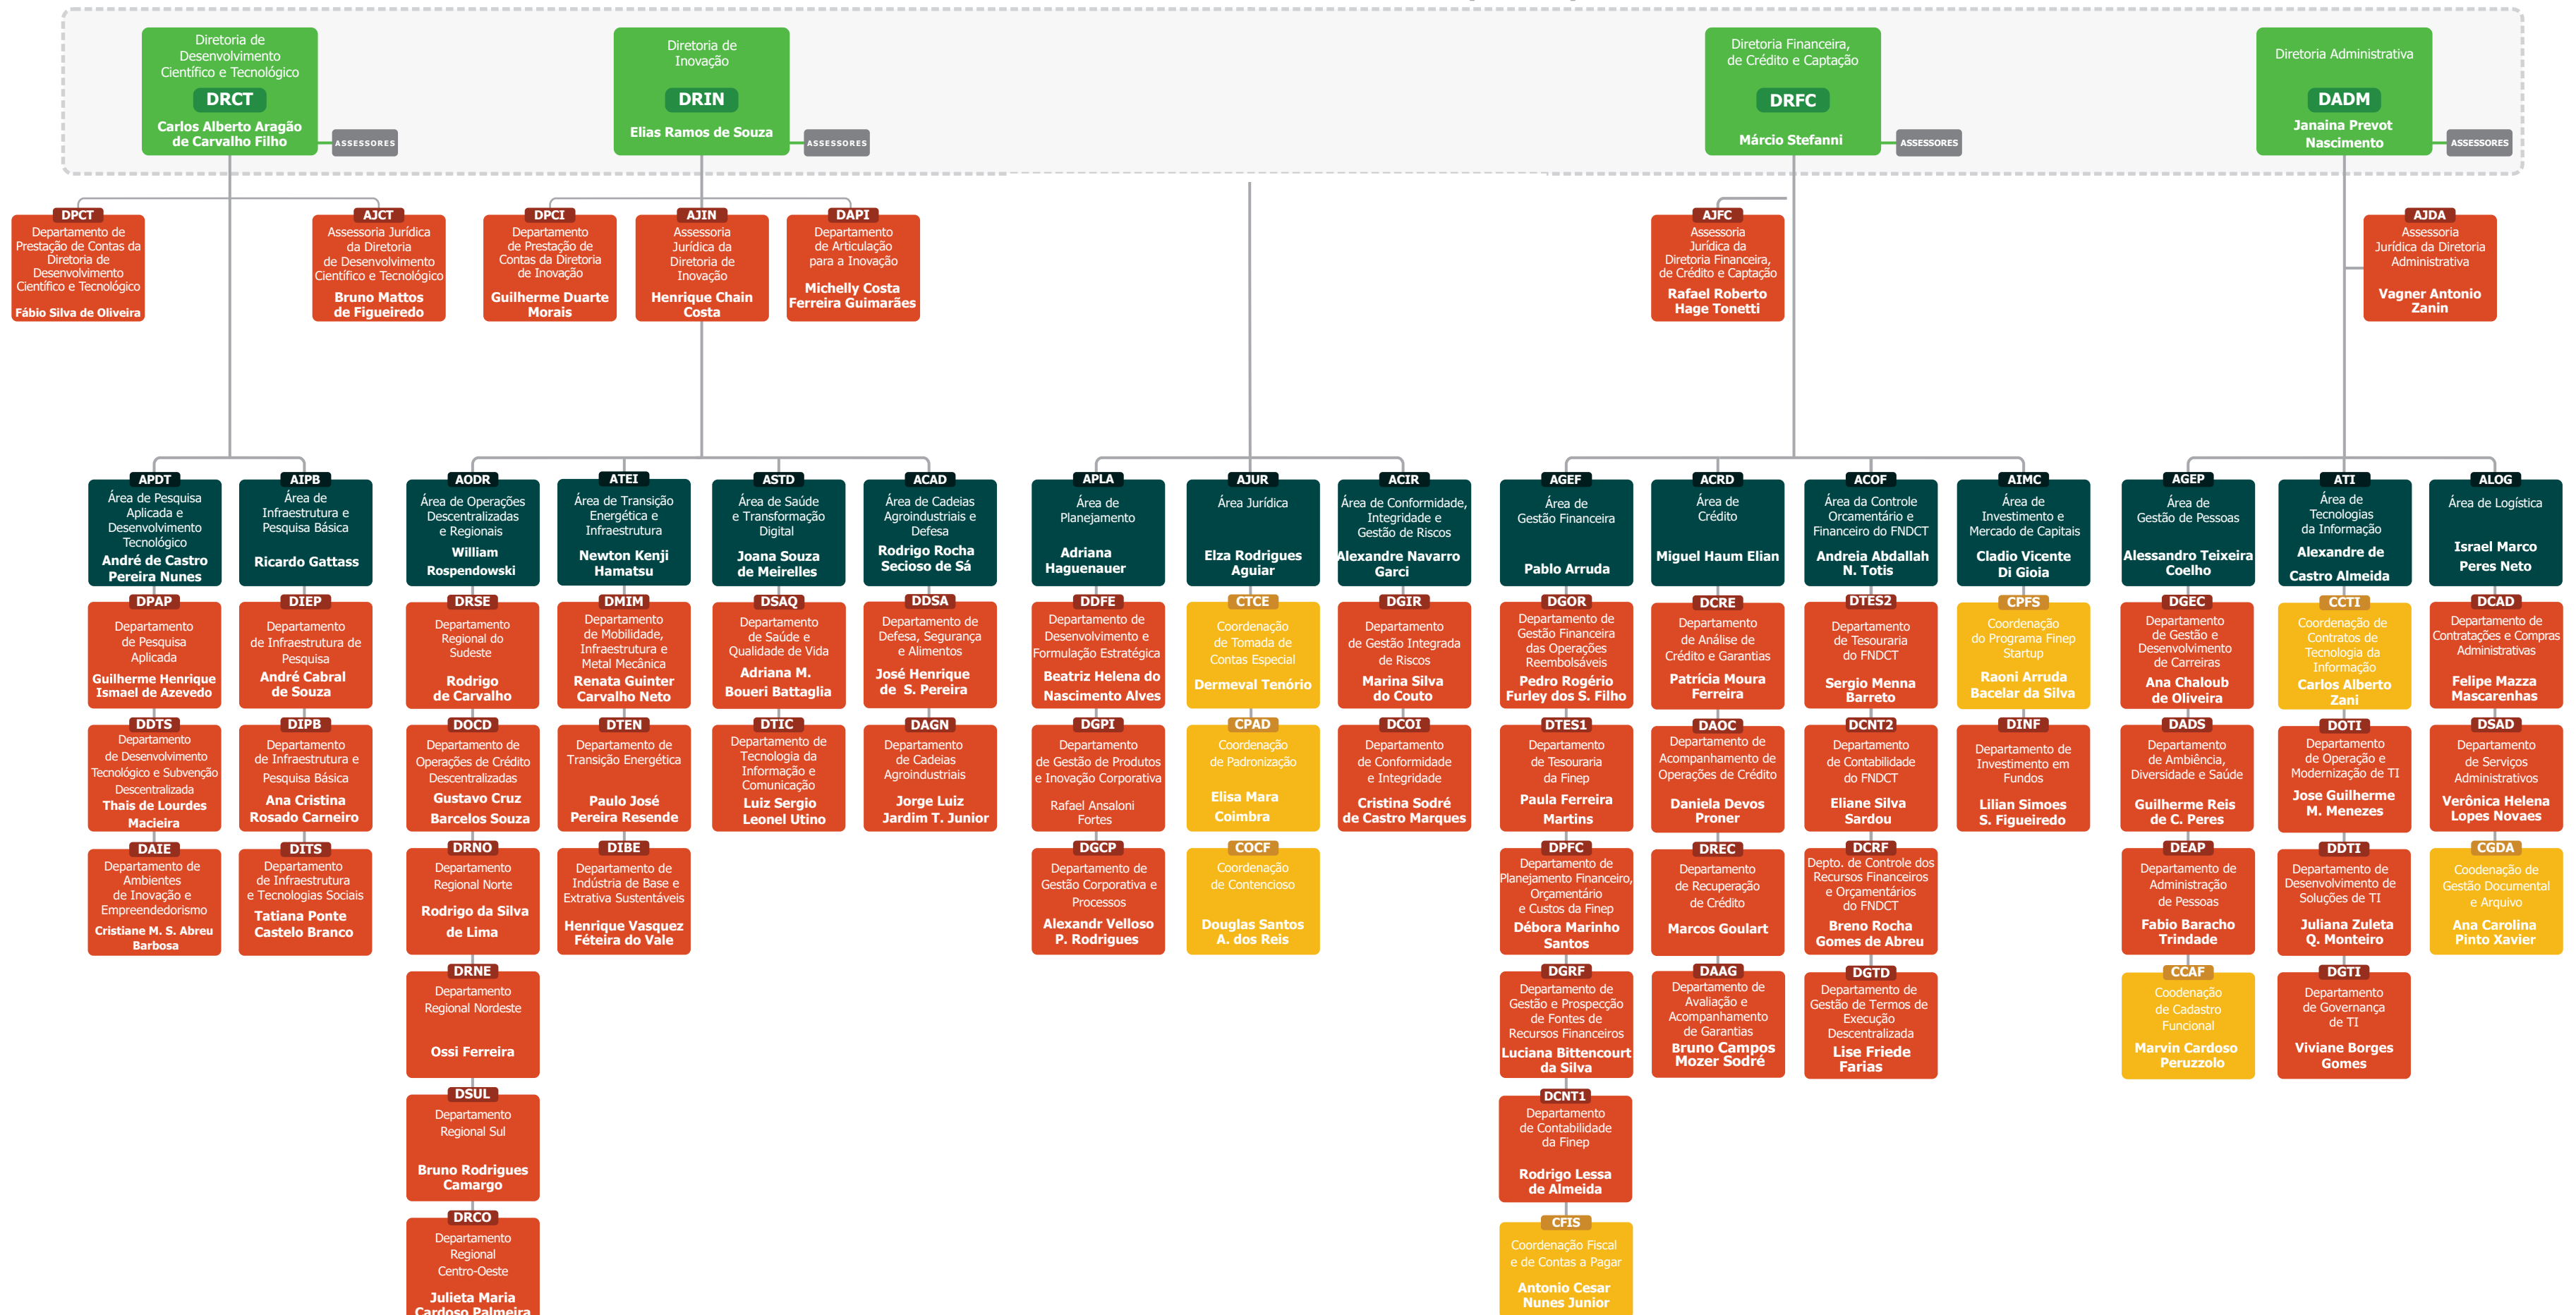 Diretoria de
Desenvolvimento
Científico e Tecnológico
DRCT
Carlos Alberto Aragão
de Carvalho Filho
ASSESSORES
Diretoria de
Inovação
DRIN
Elias Ramos de Souza
ASSESSORES
Diretoria Financeira,
de Crédito e Captação
DRFC
Márcio Stefanni
ASSESSORES
Diretoria Administrativa
DADM
Janaina Prevot
Nascimento
ASSESSORES
DPCT
Departamento de
Prestação de Contas da
Diretoria de
Desenvolvimento
Científico e Tecnológico
Fábio Silva de Oliveira
AJCT
Assessoria Jurídica
da Diretoria
de Desenvolvimento
Científico e Tecnológico
Bruno Mattos
de Figueiredo
DPCI
Departamento
de Prestação de
Contas da Diretoria
de Inovação
Guilherme Duarte
Morais
AJIN
Assessoria
Jurídica da
Diretoria de
Inovação
Henrique Chain
Costa
DAPI
Departamento
de Articulação
para a Inovação
Michelly Costa
Ferreira Guimarães
AJFC
Assessoria
Jurídica da
Diretoria Financeira,
de Crédito e Captação
Rafael Roberto
Hage Tonetti
AJDA
Assessoria
Jurídica da Diretoria
Administrativa
Vagner Antonio
Zanin
APDT
Área de Pesquisa
Aplicada e
Desenvolvimento
Tecnológico
André de Castro
Pereira Nunes
DPAP
Departamento
de Pesquisa
Aplicada
Guilherme Henrique
Ismael de Azevedo
DDTS
Departamento
de Desenvolvimento
Tecnológico e Subvenção
Descentralizada
Thais de Lourdes
Macieira
DAIE
Departamento de
Ambientes
de Inovação e
Empreendedorismo
Cristiane M. S. Abreu
Barbosa
AIPB
Área de
Infraestrutura e
Pesquisa Básica
Ricardo Gattass
DIEP
Departamento
de Infraestrutura de
Pesquisa
André Cabral
de Souza
DIPB
Departamento
de Infraestrutura e
Pesquisa Básica
Ana Cristina
Rosado Carneiro
DITS
Departamento
de Infraestrutura
e Tecnologias Sociais
Tatiana Ponte
Castelo Branco
AODR
Área de Operações
Descentralizadas
e Regionais
William
Rospendowski
DRSE
Departamento
Regional do
Sudeste
Rodrigo
de Carvalho
DOCD
Departamento de
Operações de Crédito
Descentralizadas
Gustavo Cruz
Barcelos Souza
DRNO
Departamento
Regional Norte
Rodrigo da Silva
de Lima
DRNE
Departamento
Regional Nordeste
Ossi Ferreira
DSUL
Departamento
Regional Sul
Bruno Rodrigues
Camargo
DRCO
Departamento
Regional
Centro-Oeste
Julieta Maria
Cardoso Palmeira
ATEI
Área de Transição
Energética e
Infraestrutura
Newton Kenji
Hamatsu
DMIM
Departamento
de Mobilidade,
Infraestrutura e
Metal Mecânica
Renata Guinter
Carvalho Neto
DTEN
Departamento de
Transição Energética
Paulo José
Pereira Resende
DIBE
Departamento de
Indústria de Base e
Extrativa Sustentáveis
Henrique Vasquez
Féteira do Vale
ASTD
Área de Saúde
e Transformação
Digital
Joana Souza
de Meirelles
DSAQ
Departamento
de Saúde e
Qualidade de Vida
Adriana M.
Boueri Battaglia
DTIC
Departamento de
Tecnologia da
Informação e
Comunicação
Luiz Sergio
Leonel Utino
ACAD
Área de Cadeias
Agroindustriais e
Defesa
Rodrigo Rocha
Secioso de Sá
DDSA
Departamento de
Defesa, Segurança
e Alimentos
José Henrique
de S. Pereira
DAGN
Departamento
de Cadeias
Agroindustriais
Jorge Luiz
Jardim T. Junior
APLA
Área de
Planejamento
Adriana
Haguenauer
DDFE
Departamento de
Desenvolvimento e
Formulação Estratégica
Beatriz Helena do
Nascimento Alves
DGPI
Departamento
de Gestão de Produtos
e Inovação Corporativa
Rafael Ansaloni
Fortes
DGCP
Departamento de
Gestão Corporativa e
Processos
Alexandr Velloso
P. Rodrigues
AJUR
Área Jurídica
Elza Rodrigues
Aguiar
CTCE
Coordenação
de Tomada de
Contas Especial
Dermeval Tenório
CPAD
Coordenação
de Padronização
Elisa Mara
Coimbra
COCF
Coordenação
de Contencioso
Douglas Santos
A. dos Reis
ACIR
Área de Conformidade,
Integridade e
Gestão de Riscos
Alexandre Navarro
Garci
DGIR
Departamento
de Gestão Integrada
de Riscos
Marina Silva
do Couto
DCOI
Departamento
de Conformidade
e Integridade
Cristina Sodré
de Castro Marques
AGEF
Área de
Gestão Financeira
Pablo Arruda
DGOR
Departamento de
Gestão Financeira
das Operações
Reembolsáveis
Pedro Rogério
Furley dos S. Filho
DTES1
Departamento
de Tesouraria
da Finep
Paula Ferreira
Martins
DPFC
Departamento de
Planejamento Financeiro,
Orçamentário
e Custos da Finep
Débora Marinho
Santos
DGRF
Departamento de
Gestão e Prospecção
de Fontes de
Recursos Financeiros
Luciana Bittencourt
da Silva
DCNT1
Departamento
de Contabilidade
da Finep
Rodrigo Lessa
de Almeida
CFIS
Coordenação Fiscal
e de Contas a Pagar
Antonio Cesar
Nunes Junior
ACRD
Área de
Crédito
Miguel Haum Elian
DCRE
Departamento
de Análise de
Crédito e Garantias
Patrícia Moura
Ferreira
DAOC
Departamento de
Acompanhamento de
Operações de Crédito
Daniela Devos
Proner
DREC
Departamento
de Recuperação
de Crédito
Marcos Goulart
DAAG
Departamento de
Avaliação e
Acompanhamento
de Garantias
Bruno Campos
Mozer Sodré
ACOF
Área da Controle
Orcamentário e
Financeiro do FNDCT
Andreia Abdallah
N. Totis
DTES2
Departamento
de Tesouraria
do FNDCT
Sergio Menna
Barreto
DCNT2
Departamento
de Contabilidade
do FNDCT
Eliane Silva
Sardou
DCRF
Depto. de Controle dos
Recursos Financeiros
e Orçamentários
do FNDCT
Breno Rocha
Gomes de Abreu
DGTD
Departamento de
Gestão de Termos de
Execução
Descentralizada
Lise Friede
Farias
AIMC
Área de
Investimento e
Mercado de Capitais
Cladio Vicente
Di Gioia
CPFS
Coordenação
do Programa Finep
Startup
Raoni Arruda
Bacelar da Silva
DINF
Departamento de
Investimento em
Fundos
Lilian Simoes
S. Figueiredo
AGEP
Área de
Gestão de Pessoas
Alessandro Teixeira
Coelho
DGEC
Departamento
de Gestão e
Desenvolvimento
de Carreiras
Ana Chaloub
de Oliveira
DADS
Departamento
de Ambiência,
Diversidade e Saúde
Guilherme Reis
de C. Peres
DEAP
Departamento de
Administração
de Pessoas
Fabio Baracho
Trindade
CCAF
Coodenação
de Cadastro
Funcional
Marvin Cardoso
Peruzzolo
ATI
Área de
Tecnologias
da Informação
Alexandre de
Castro Almeida
CCTI
Coordenação de
Contratos de
Tecnologia da
Informação
Carlos Alberto
Zani
DOTI
Departamento
de Operação e
Modernização de TI
Jose Guilherme
M. Menezes
DDTI
Departamento de
Desenvolvimento de
Soluções de TI
Juliana Zuleta
Q. Monteiro
DGTI
Departamento
de Governança
de TI
Viviane Borges
Gomes
ALOG
Área de Logística
Israel Marco
Peres Neto
DCAD
Departamento de
Contratações e Compras
Administrativas
Felipe Mazza
Mascarenhas
DSAD
Departamento
de Serviços
Administrativos
Verônica Helena
Lopes Novaes
CGDA
Coodenação de
Gestão Documental
e Arquivo
Ana Carolina
Pinto Xavier